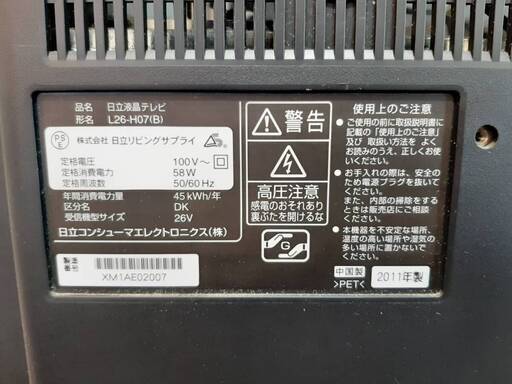 品名 日立液晶テレビ
形名 L26-H07(B)
PSE
株式会社 日立リビングサプライ
定格電圧 100V～
定格消費電力 58W
定格周波数 50/60Hz
年間消費電力量 45kWh/年
区分名 DK
受信機型サイズ 26V
日立コンシューマエレクトロニクス(株)
製造番号 XM1AE02007
警告
高圧注意
感電のおそれあり
裏ぶたを開けるな
G
使用上のご注意
●ご使用の前に取扱説明書に
記載の「使用上のご注意」
及び 取扱い方法を よく
お読みのうえ、正しくお使
いください。
●お手入れの際は、安全のた
め電源プラグを抜いてくだ
さい。
また、内部の掃除をすると
きは販売店にご相談くだ
さい。
●本機器を不安定な場所、
温度の高い場所や湿気の
多い場所に置かないで
ください。
中国製 2011年製
>PET<